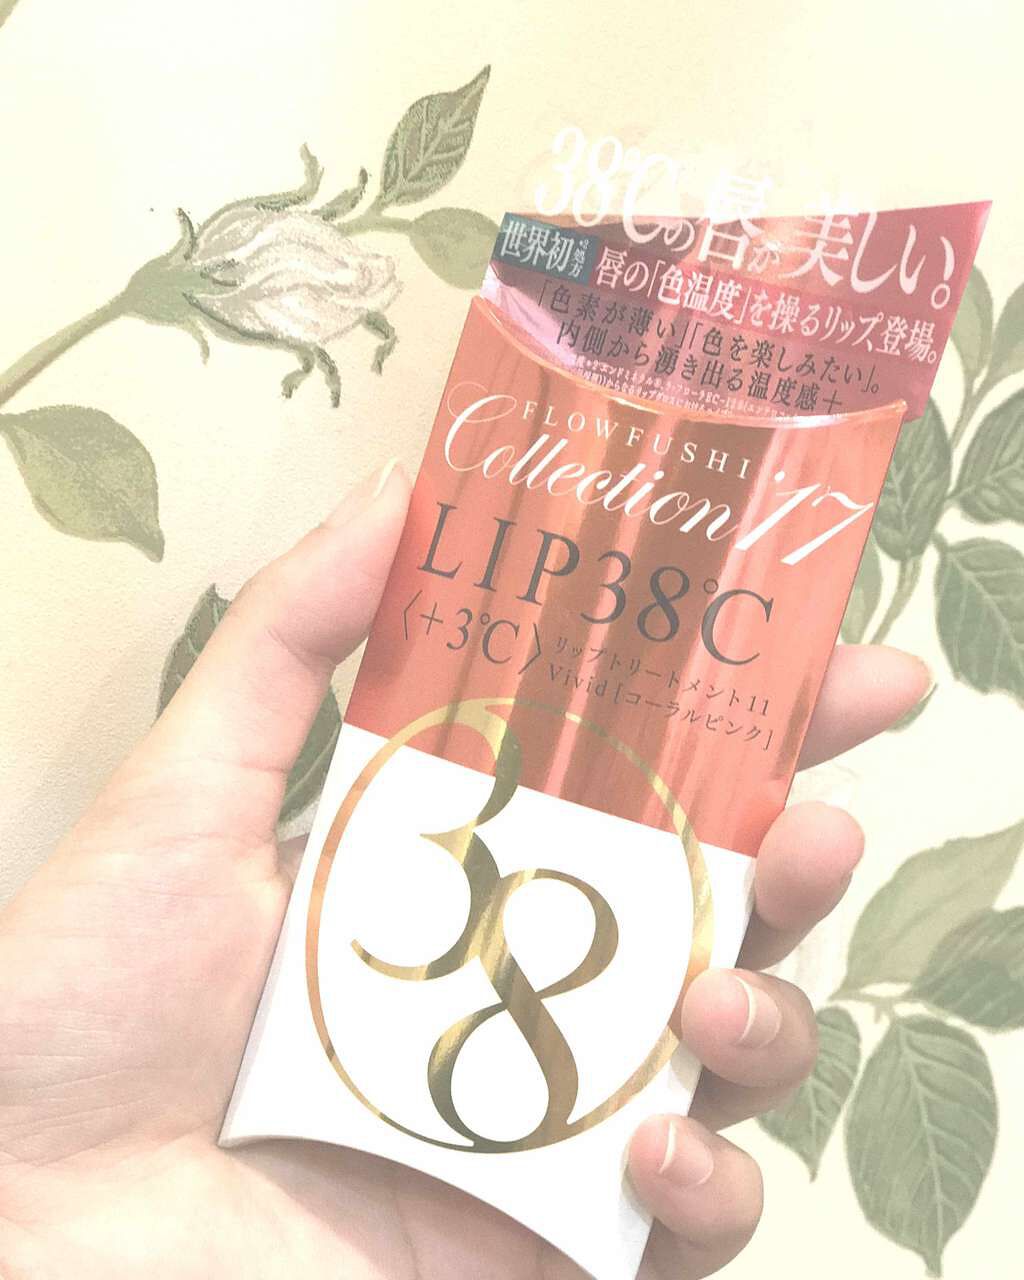 38℃の唇が美しい。
世界初※2処方
唇の「色温度」を操るリップ登場。
「色素が薄い」「色を楽しみたい」。
内側から湧き出る温度感＋
FLOWFUSHI
Collection'17
LIP38℃
〈+3℃〉
リップトリートメント11
Vivid［コーラルピンク］
38